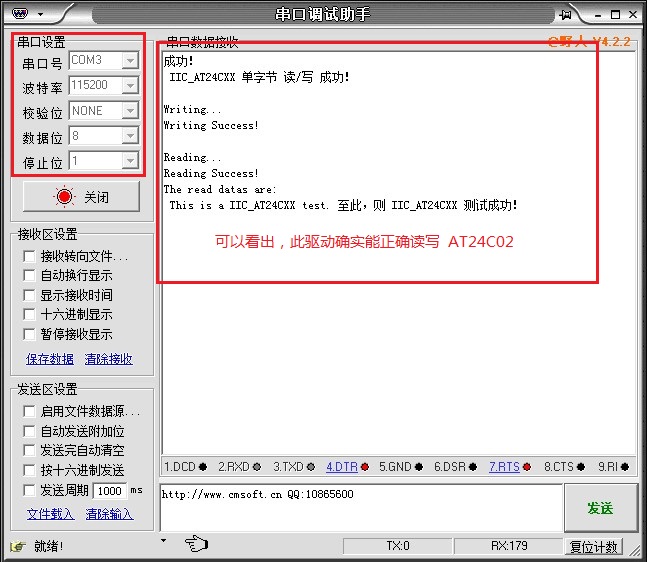 串口调试助手
串口设置
串口号 COM3
波特率 115200
校验位 NONE
数据位 8
停止位 1
关闭
接收区设置
接收转向文件...
自动换行显示
显示接收时间
十六进制显示
暂停接收显示
保存数据 清除接收
发送区设置
启用文件数据源...
自动发送附加位
发送完自动清空
按十六进制发送
发送周期 1000 ms
文件载入 清除输入
串口数据接收
@野人 V4.2.2
成功!
IIC_AT24CXX 单字节 读/写 成功!
Writing...
Writing Success!
Reading...
Reading Success!
The read datas are:
This is a IIC_AT24CXX test. 至此，则 IIC_AT24CXX 测试成功!
可以看出，此驱动确实能正确读写 AT24C02
1.DCD 2.RXD 3.TXD 4.DTR 5.GND 6.DSR 7.RTS 8.CTS 9.RI
http://www.cmsoft.cn QQ:10865600
发送
就绪! TX:0 RX:179 复位计数